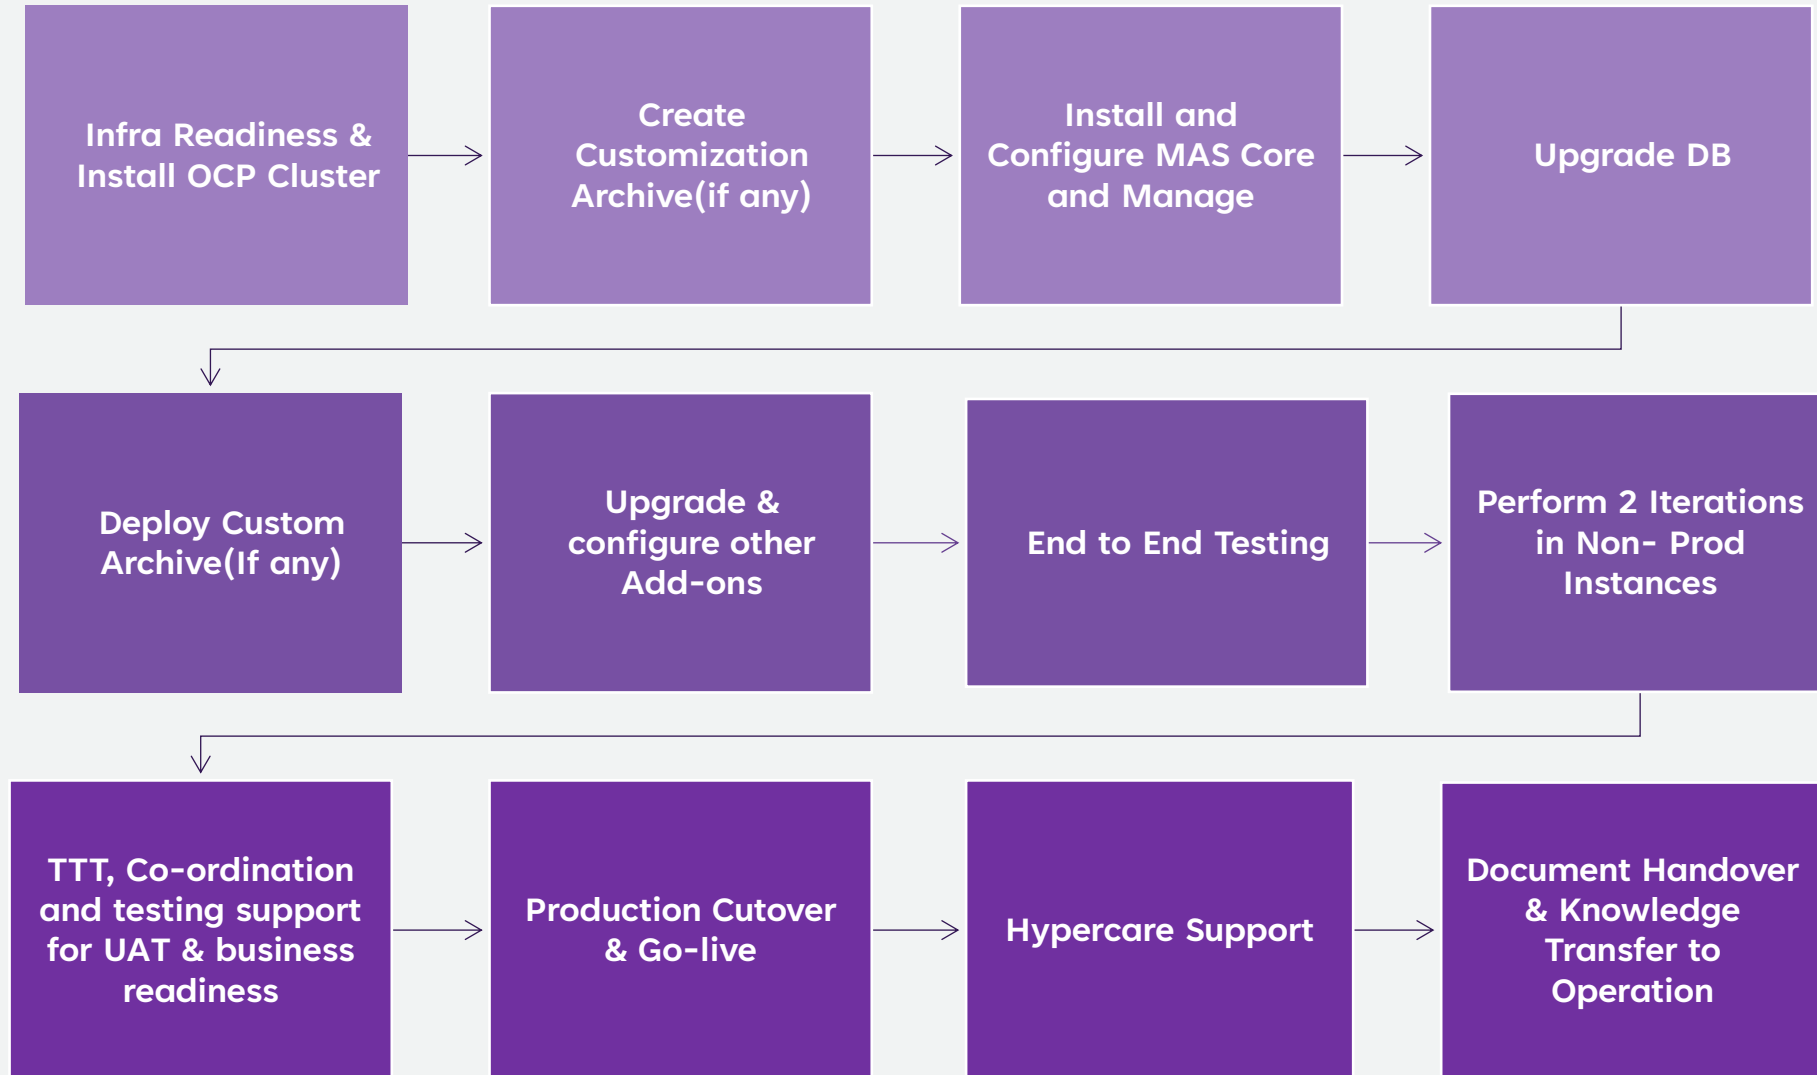 Infra Readiness &
Install OCP Cluster
Create
Customization
Archive(if any)
Install and
Configure MAS Core
and Manage
Upgrade DB
Deploy Custom
Archive(If any)
Upgrade &
configure other
Add-ons
End to End Testing
Perform 2 Iterations
in Non- Prod
Instances
TTT, Co-ordination
and testing support
for UAT & business
readiness
Production Cutover
& Go-live
Hypercare Support
Document Handover
& Knowledge
Transfer to
Operation